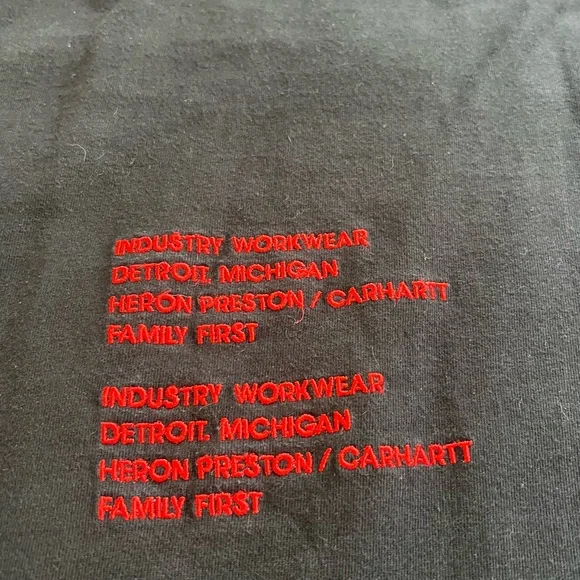 INDUSTRY WORKWEAR
DETROIT, MICHIGAN
HERON PRESTON / CARHARTT
FAMILY FIRST
INDUSTRY WORKWEAR
DETROIT, MICHIGAN
HERON PRESTON / CARHARTT
FAMILY FIRST